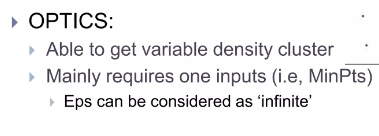 OPTICS:
Able to get variable density cluster
Mainly requires one inputs (i.e, MinPts)
Eps can be considered as ‘infinite’